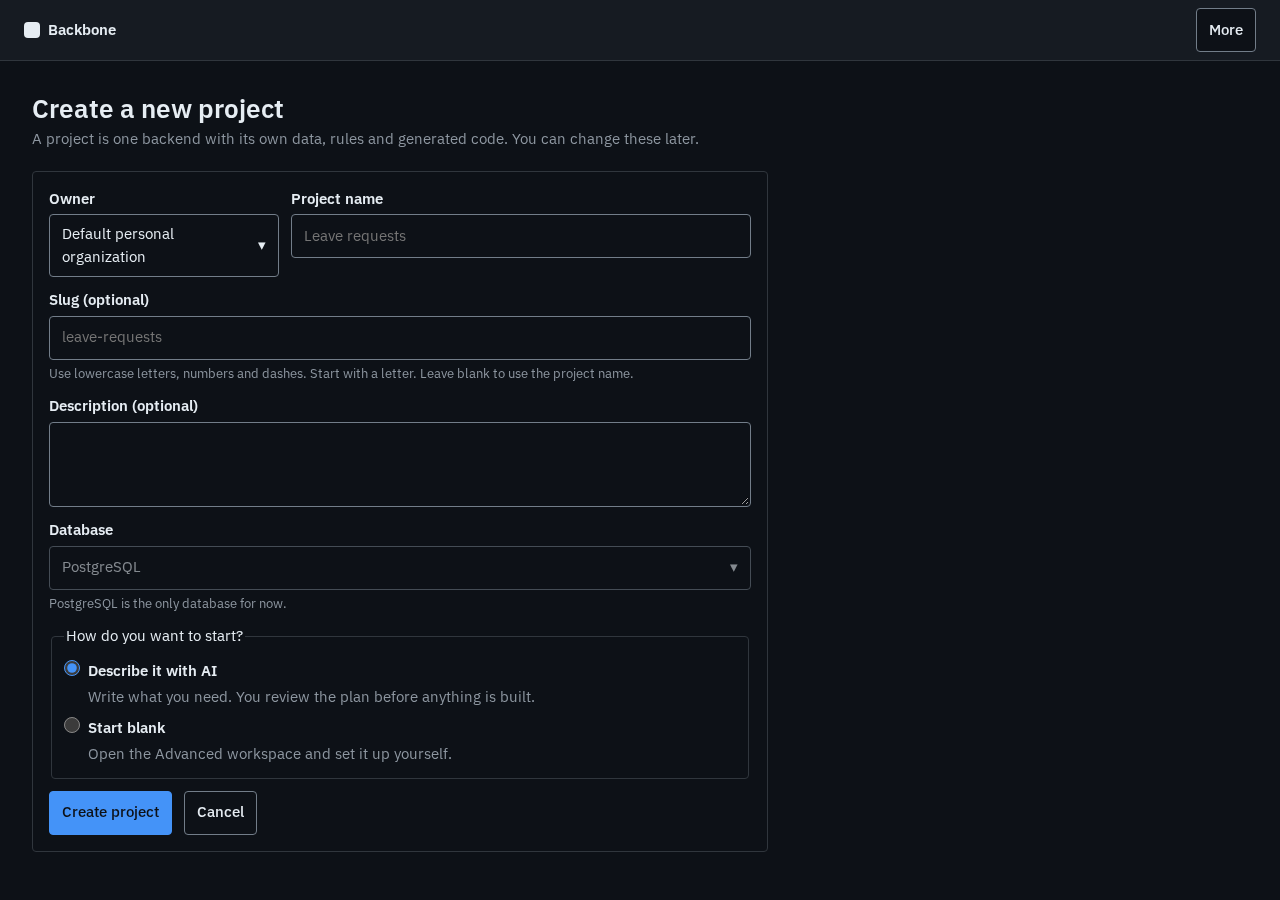 Backbone
More
Create a new project
A project is one backend with its own data, rules and generated code. You can change these later.
Owner
Project name
Default personal
organization
▼
Leave requests
Slug (optional)
leave-requests
Use lowercase letters, numbers and dashes. Start with a letter. Leave blank to use the project name.
Description (optional)
Database
PostgreSQL
▼
PostgreSQL is the only database for now.
How do you want to start?
Describe it with AI
Write what you need. You review the plan before anything is built.
Start blank
Open the Advanced workspace and set it up yourself.
Create project
Cancel